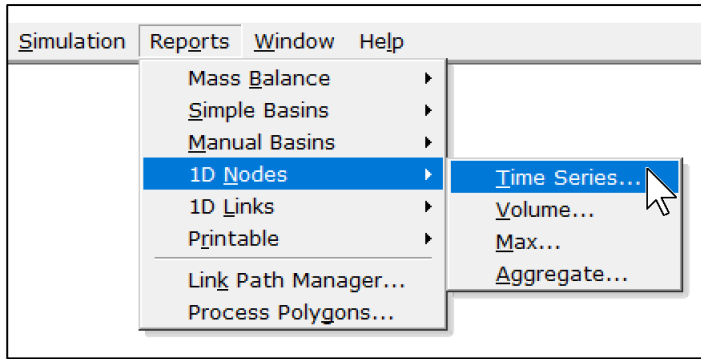 Simulation Reports Window Help
Mass Balance
Simple Basins
Manual Basins
1D Nodes
1D Links
Printable
Link Path Manager...
Process Polygons...
Time Series...
Volume...
Max...
Aggregate...